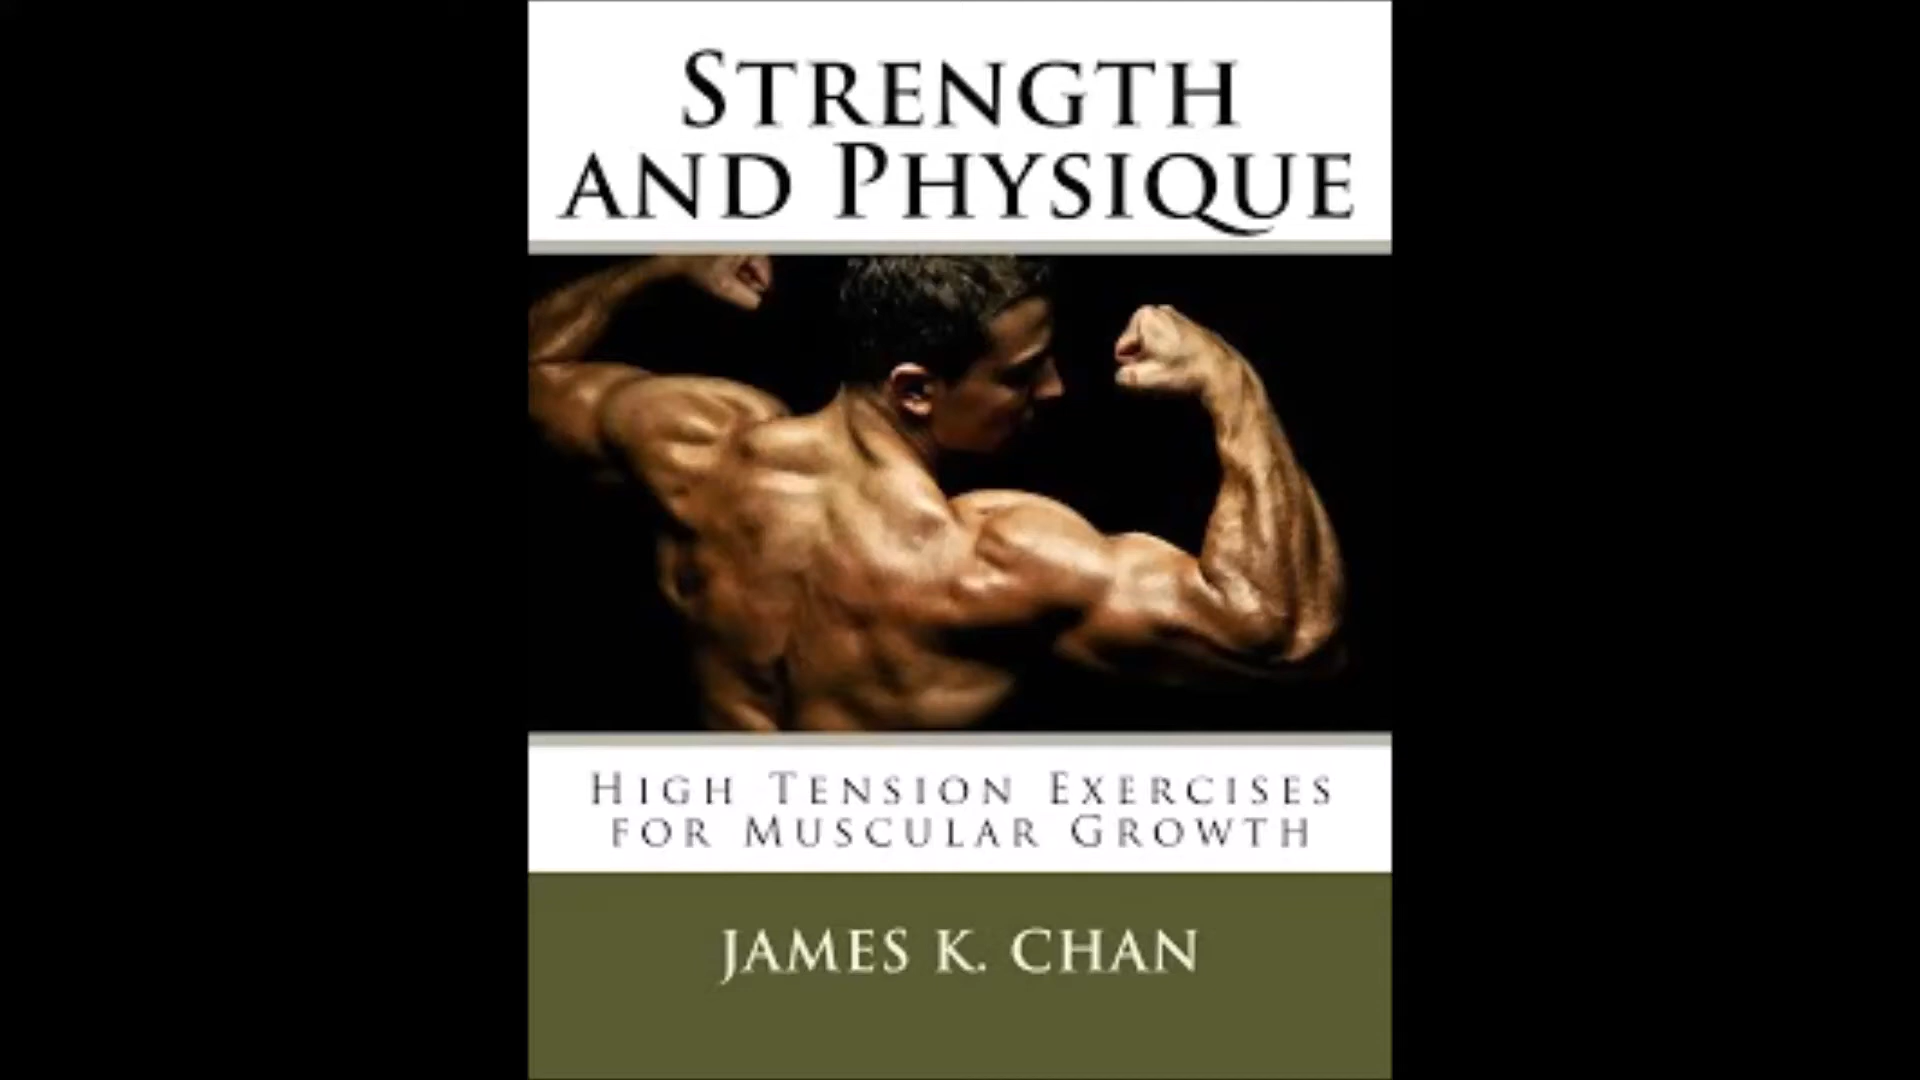 STRENGTH
AND PHYSIQUE
HIGH TENSION EXERCISES
FOR MUSCULAR GROWTH
JAMES K. CHAN